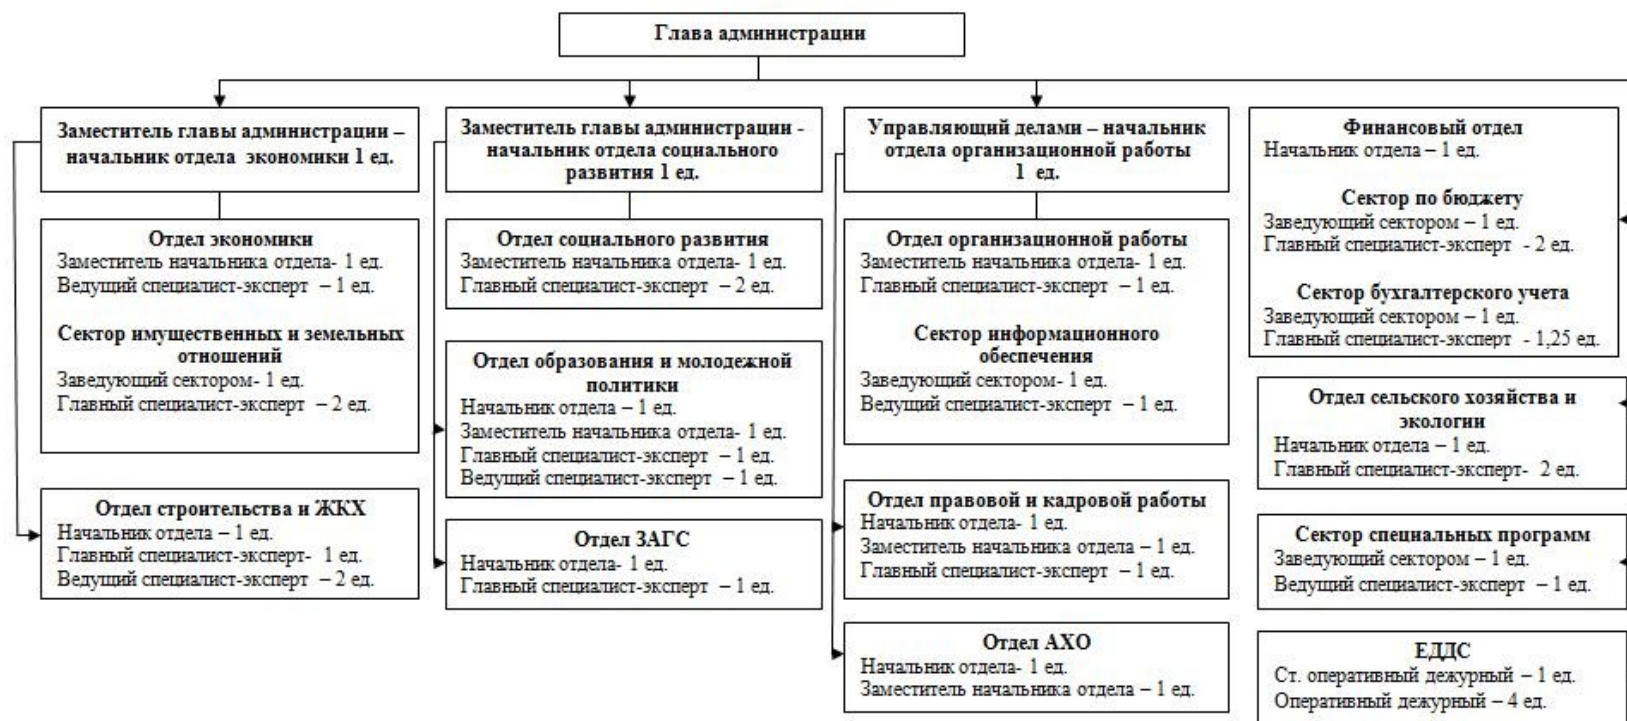 Глава администрации
Заместитель главы администрации –
начальник отдела экономики 1 ед.
Отдел экономики
Заместитель начальника отдела- 1 ед.
Ведущий специалист-эксперт – 1 ед.
Сектор имущественных и земельных
отношений
Заведующий сектором- 1 ед.
Главный специалист-эксперт – 2 ед.
Отдел строительства и ЖКХ
Начальник отдела – 1 ед.
Главный специалист-эксперт- 1 ед.
Ведущий специалист-эксперт – 2 ед.
Заместитель главы администрации -
начальник отдела социального
развития 1 ед.
Отдел социального развития
Заместитель начальника отдела- 1 ед.
Главный специалист-эксперт – 2 ед.
Отдел образования и молодежной
политики
Начальник отдела – 1 ед.
Заместитель начальника отдела- 1 ед.
Главный специалист-эксперт – 1 ед.
Ведущий специалист-эксперт – 1 ед.
Отдел ЗАГС
Начальник отдела- 1 ед.
Главный специалист-эксперт – 1 ед.
Управляющий делами – начальник
отдела организационной работы
1 ед.
Отдел организационной работы
Заместитель начальника отдела- 1 ед.
Главный специалист-эксперт – 1 ед.
Сектор информационного
обеспечения
Заведующий сектором- 1 ед.
Ведущий специалист-эксперт – 1 ед.
Отдел правовой и кадровой работы
Начальник отдела- 1 ед.
Заместитель начальника отдела – 1 ед.
Главный специалист-эксперт – 1 ед.
Отдел АХО
Начальник отдела- 1 ед.
Заместитель начальника отдела – 1 ед.
Финансовый отдел
Начальник отдела – 1 ед.
Сектор по бюджету
Заведующий сектором – 1 ед.
Главный специалист-эксперт - 2 ед.
Сектор бухгалтерского учета
Заведующий сектором – 1 ед.
Главный специалист-эксперт - 1,25 ед.
Отдел сельского хозяйства и
экологии
Начальник отдела – 1 ед.
Главный специалист-эксперт- 2 ед.
Сектор специальных программ
Заведующий сектором – 1 ед.
Ведущий специалист-эксперт – 1 ед.
ЕДДС
Ст. оперативный дежурный – 1 ед.
Оперативный дежурный – 4 ед.